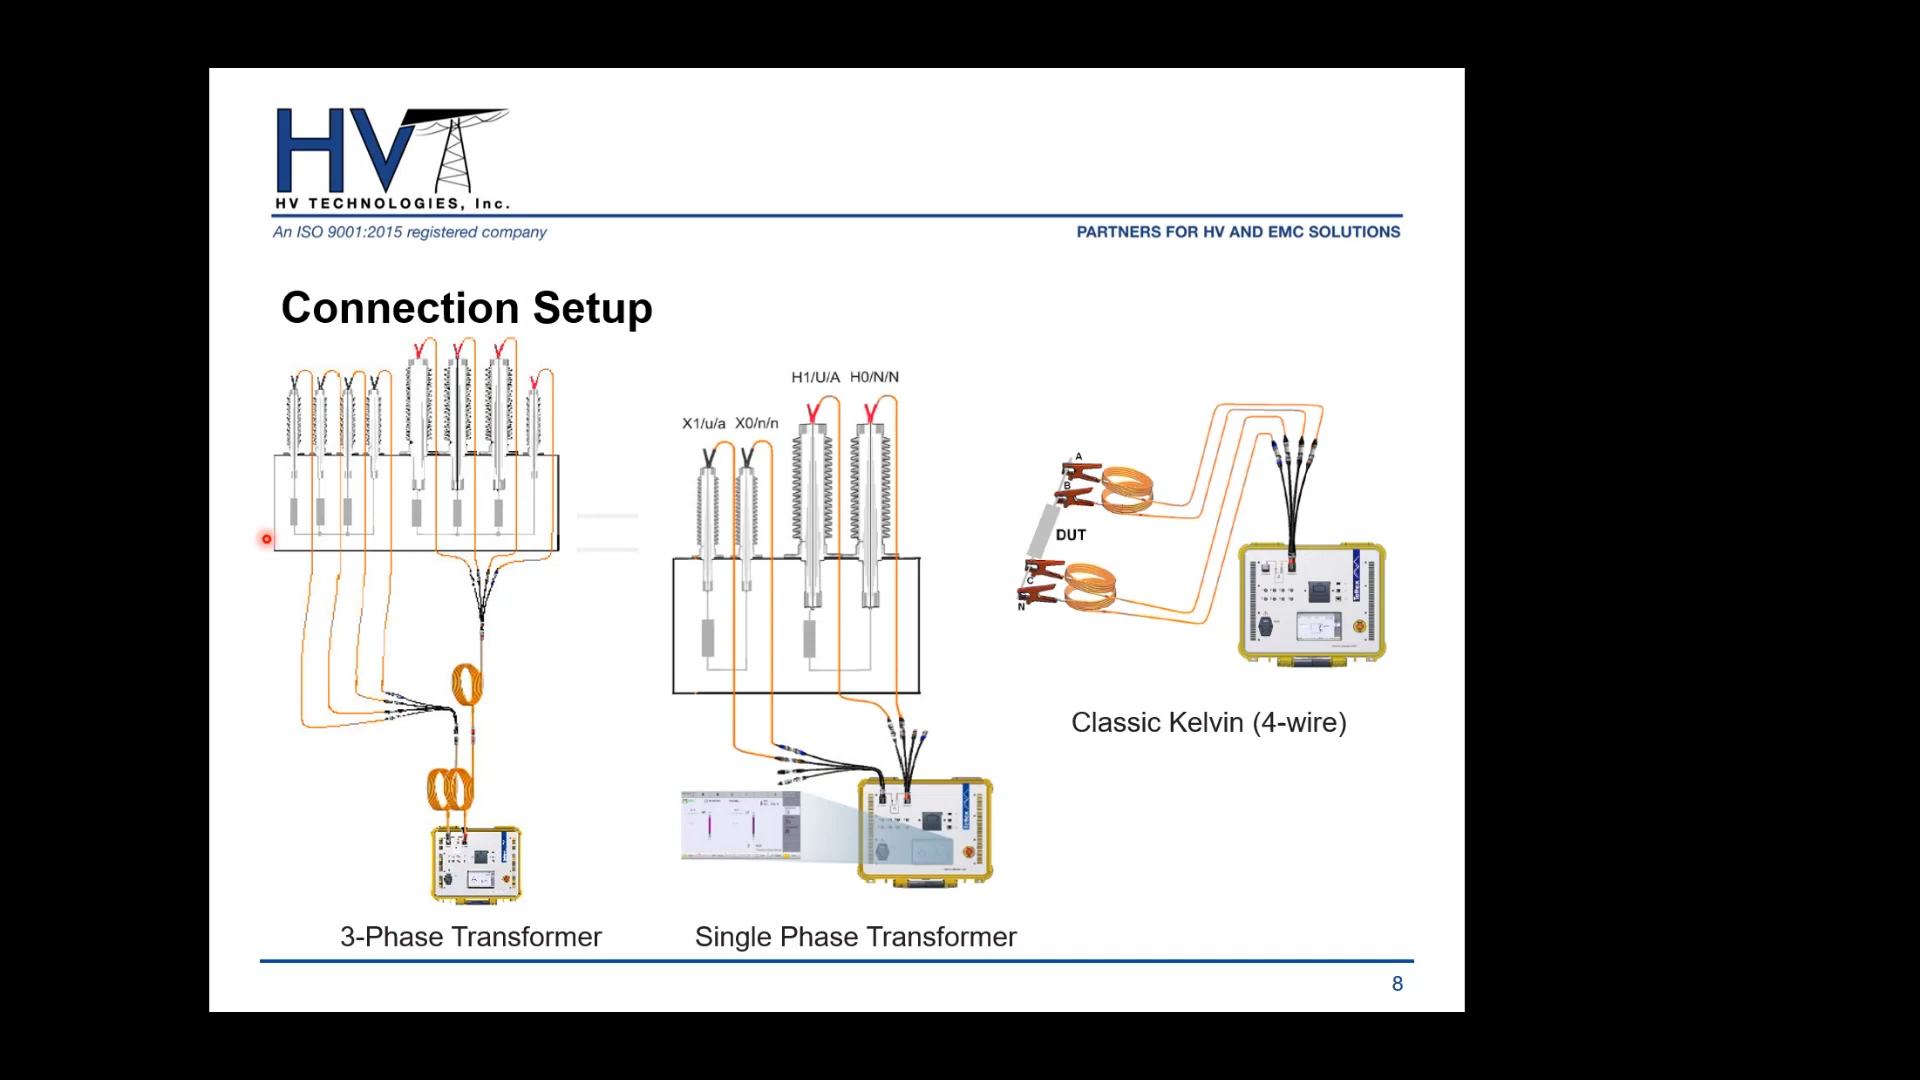 HVT
HV TECHNOLOGIES, Inc.
An ISO 9001:2015 registered company
PARTNERS FOR HV AND EMC SOLUTIONS
Connection Setup
H1/U/A H0/N/N
X1/u/a X0/n/n
A
B
DUT
C
N
Classic Kelvin (4-wire)
3-Phase Transformer
Single Phase Transformer
8